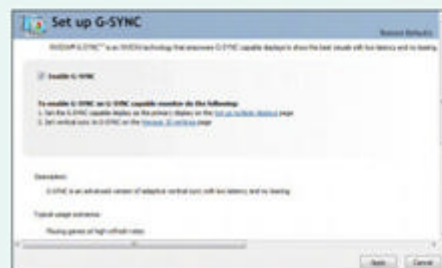 Set up G-SYNC
Restore Defaults
NVIDIA® G-SYNC™ is an NVIDIA technology that empowers G-SYNC capable displays to show the best visuals with low latency and no tearing.
Enable G-SYNC
To enable G-SYNC on G-SYNC capable monitor do the following:
1. Set the G-SYNC capable display as the primary display on the Set up multiple displays page
2. Set vertical sync to G-SYNC on the Manage 3D settings page
Description:
G-SYNC is an advanced version of adaptive vertical sync with low latency and no tearing
Typical usage scenarios:
Playing games at high refresh rates
Apply
Cancel